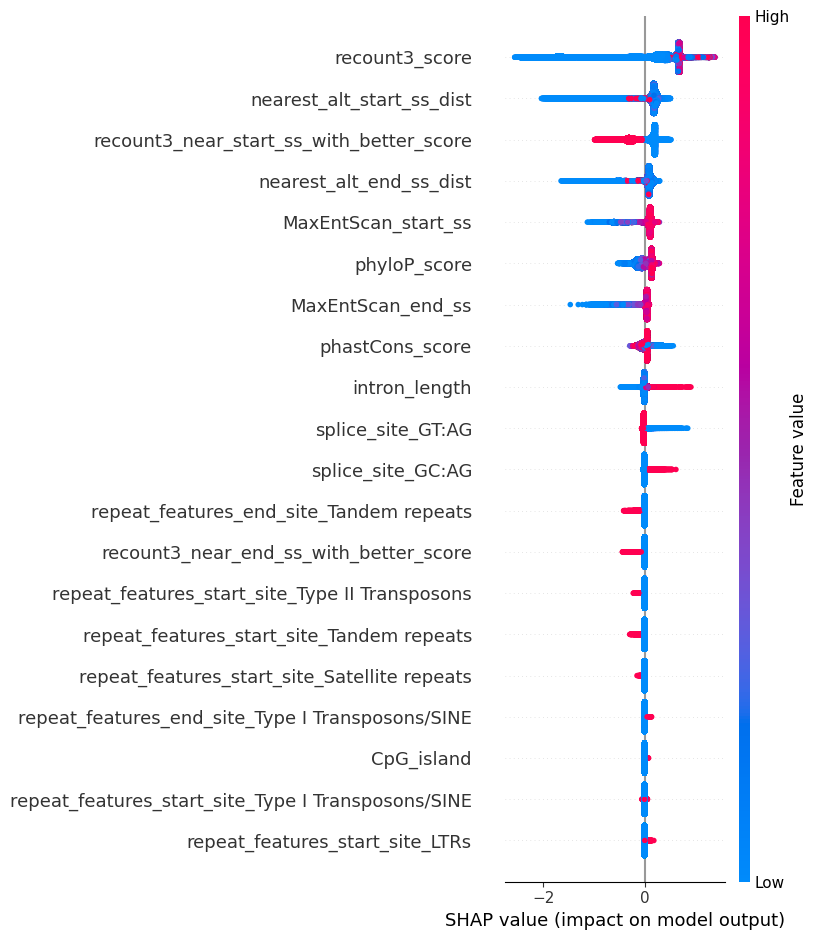 High
recount3_score
nearest_alt_start_ss_dist
recount3_near_start_ss_with_better_score
nearest_alt_end_ss_dist
MaxEntScan_start_ss
phyloP_score
MaxEntScan_end_ss
phastCons_score
intron_length
splice_site_GT:AG
splice_site_GC:AG
repeat_features_end_site_Tandem repeats
recount3_near_end_ss_with_better_score
repeat_features_start_site_Type II Transposons
repeat_features_start_site_Tandem repeats
repeat_features_start_site_Satellite repeats
repeat_features_end_site_Type I Transposons/SINE
CpG_island
repeat_features_start_site_Type I Transposons/SINE
repeat_features_start_site_LTRs
Feature value
Low
−2 0
SHAP value (impact on model output)